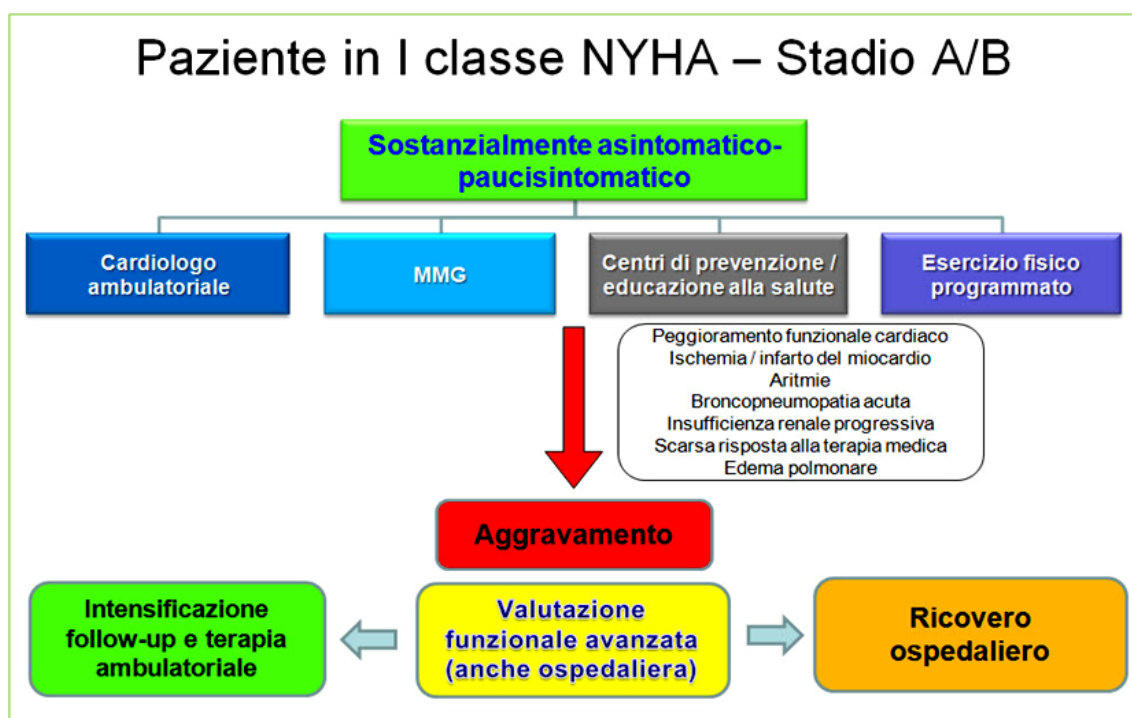 Paziente in I classe NYHA – Stadio A/B
Sostanzialmente asintomatico-
paucisintomatico
Cardiologo
ambulatoriale
MMG
Centri di prevenzione /
educazione alla salute
Esercizio fisico
programmato
Peggioramento funzionale cardiaco
Ischemia / infarto del miocardio
Aritmie
Broncopneumopatia acuta
Insufficienza renale progressiva
Scarsa risposta alla terapia medica
Edema polmonare
Aggravamento
Intensificazione
follow-up e terapia
ambulatoriale
Valutazione
funzionale avanzata
(anche ospedaliera)
Ricovero
ospedaliero